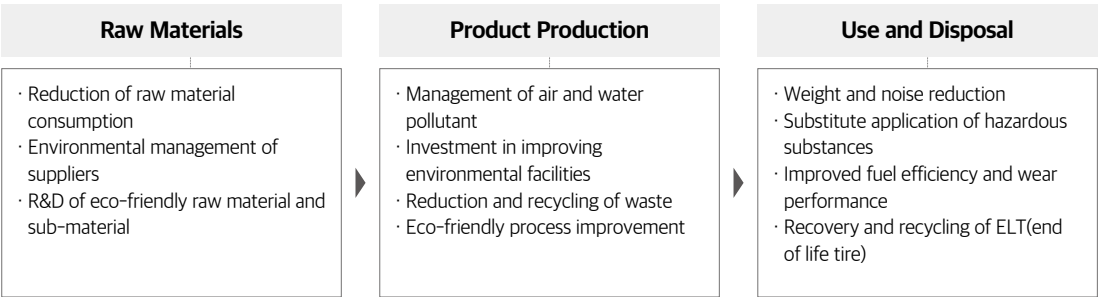 Raw Materials
· Reduction of raw material
consumption
· Environmental management of
suppliers
· R&D of eco-friendly raw material and
sub-material
Product Production
· Management of air and water
pollutant
· Investment in improving
environmental facilities
· Reduction and recycling of waste
· Eco-friendly process improvement
Use and Disposal
· Weight and noise reduction
· Substitute application of hazardous
substances
· Improved fuel efficiency and wear
performance
· Recovery and recycling of ELT(end
of life tire)